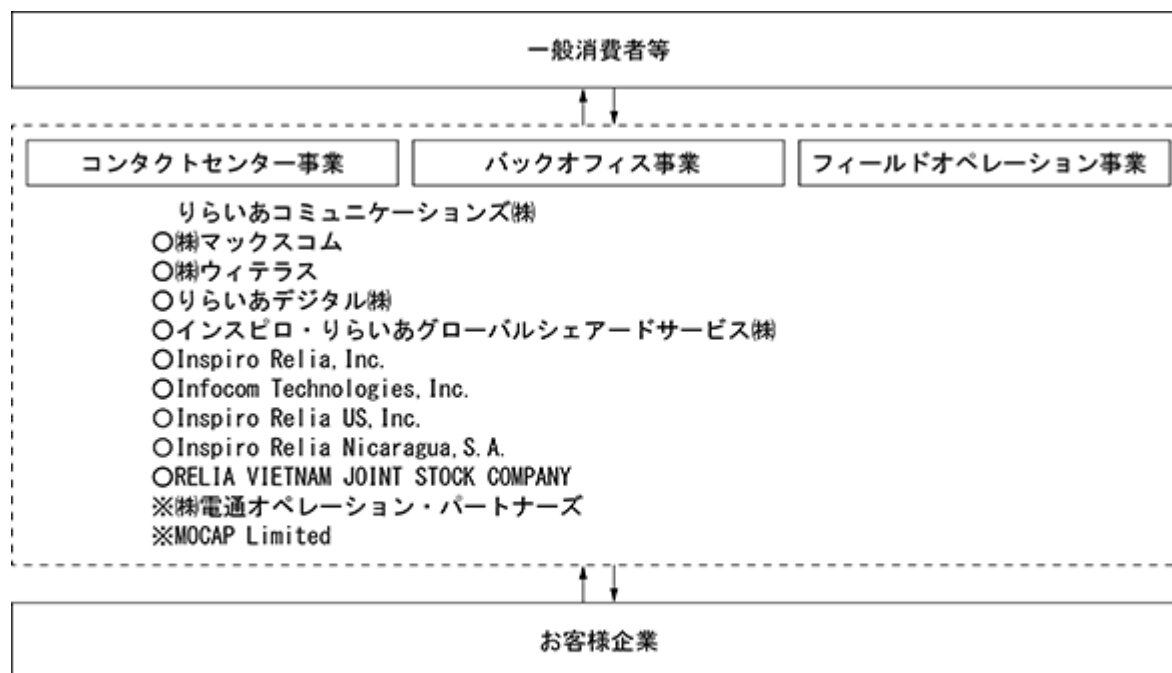 一般消費者等
コンタクトセンター事業
バックオフィス事業
フィールドオペレーション事業
りらいあコミュニケーションズ㈱
○㈱マックスコム
○㈱ウィテラス
○りらいあデジタル㈱
○インスピロ・りらいあグローバルシェアードサービス㈱
○Inspiro Relia,Inc.
○Infocom Technologies,Inc.
○Inspiro Relia US,Inc.
○Inspiro Relia Nicaragua,S.A.
○RELIA VIETNAM JOINT STOCK COMPANY
※㈱電通オペレーション・パートナーズ
※MOCAP Limited
お客様企業